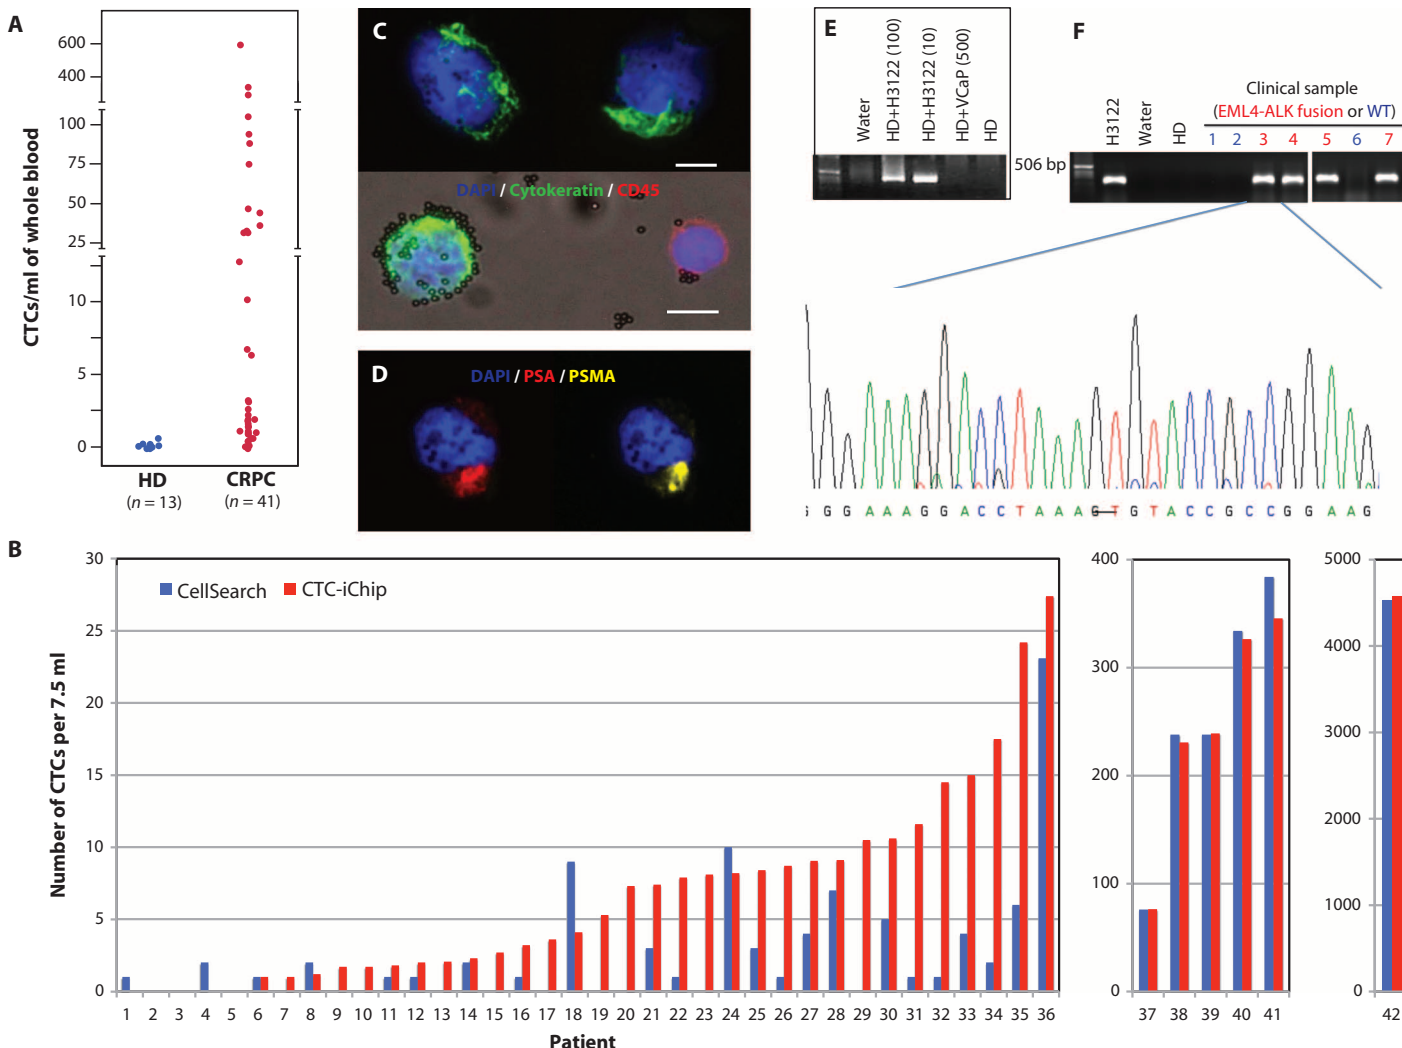 A
CTCs/ml of whole blood
600
400
100
75
50
25
10
5
0
HD
(n = 13)
CRPC
(n = 41)
C
DAPI / Cytokeratin / CD45
D
DAPI / PSA / PSMA
E
Water
HD+H3122 (100)
HD+H3122 (10)
HD+VCaP (500)
HD
506 bp
F
H3122
Water
HD
Clinical sample
(EML4-ALK fusion or WT)
1 2 3 4 5 6 7
G G G A A A G G A C C T A A A G T G T A C C G C C G G A A G
B
Number of CTCs per 7.5 ml
CellSearch CTC-iChip
30
25
20
15
10
5
0
1 2 3 4 5 6 7 8 9 10 11 12 13 14 15 16 17 18 19 20 21 22 23 24 25 26 27 28 29 30 31 32 33 34 35 36
Patient
400
300
200
100
0
37 38 39 40 41
5000
4000
3000
2000
1000
0
42